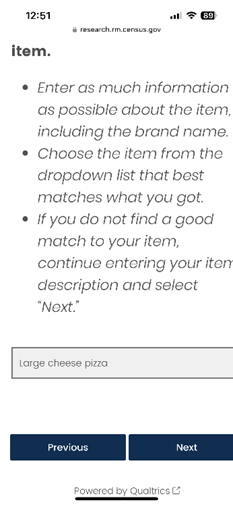 12:51
89
research.rm.census.gov
item.
• Enter as much information
as possible about the item,
including the brand name.
• Choose the item from the
dropdown list that best
matches what you got.
• If you do not find a good
match to your item,
continue entering your item
description and select
“Next.”
Large cheese pizza
Previous Next
Powered by Qualtrics